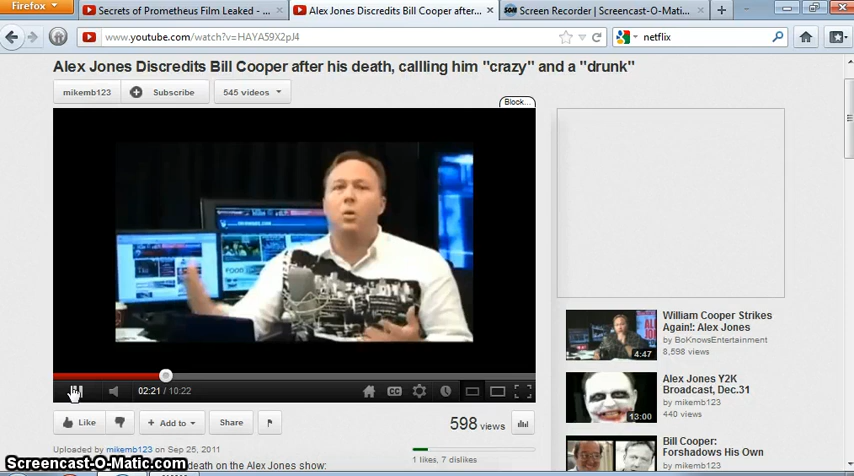 Firefox
Secrets of Prometheus Film Leaked - ...
Alex Jones Discredits Bill Cooper after...
Screen Recorder | Screencast-O-Mati...
www.youtube.com/watch?v=HAYA59X2pJ4
netflix
Alex Jones Discredits Bill Cooper after his death, callling him "crazy" and a "drunk"
mikemb123
Subscribe
545 videos
Block...
FOOD
02:21 / 10:22
CC
Like
Add to
Share
598 views
Uploaded by mikemb123 on Sep 25, 2011
1 likes, 7 dislikes
death on the Alex Jones show:
William Cooper Strikes
Again!: Alex Jones
by BoKnowsEntertainment
8,598 views
4:47
Alex Jones Y2K
Broadcast, Dec.31
by mikemb123
440 views
13:00
Bill Cooper:
Forshadows His Own
by mikemb123
Screencast-O-Matic.com